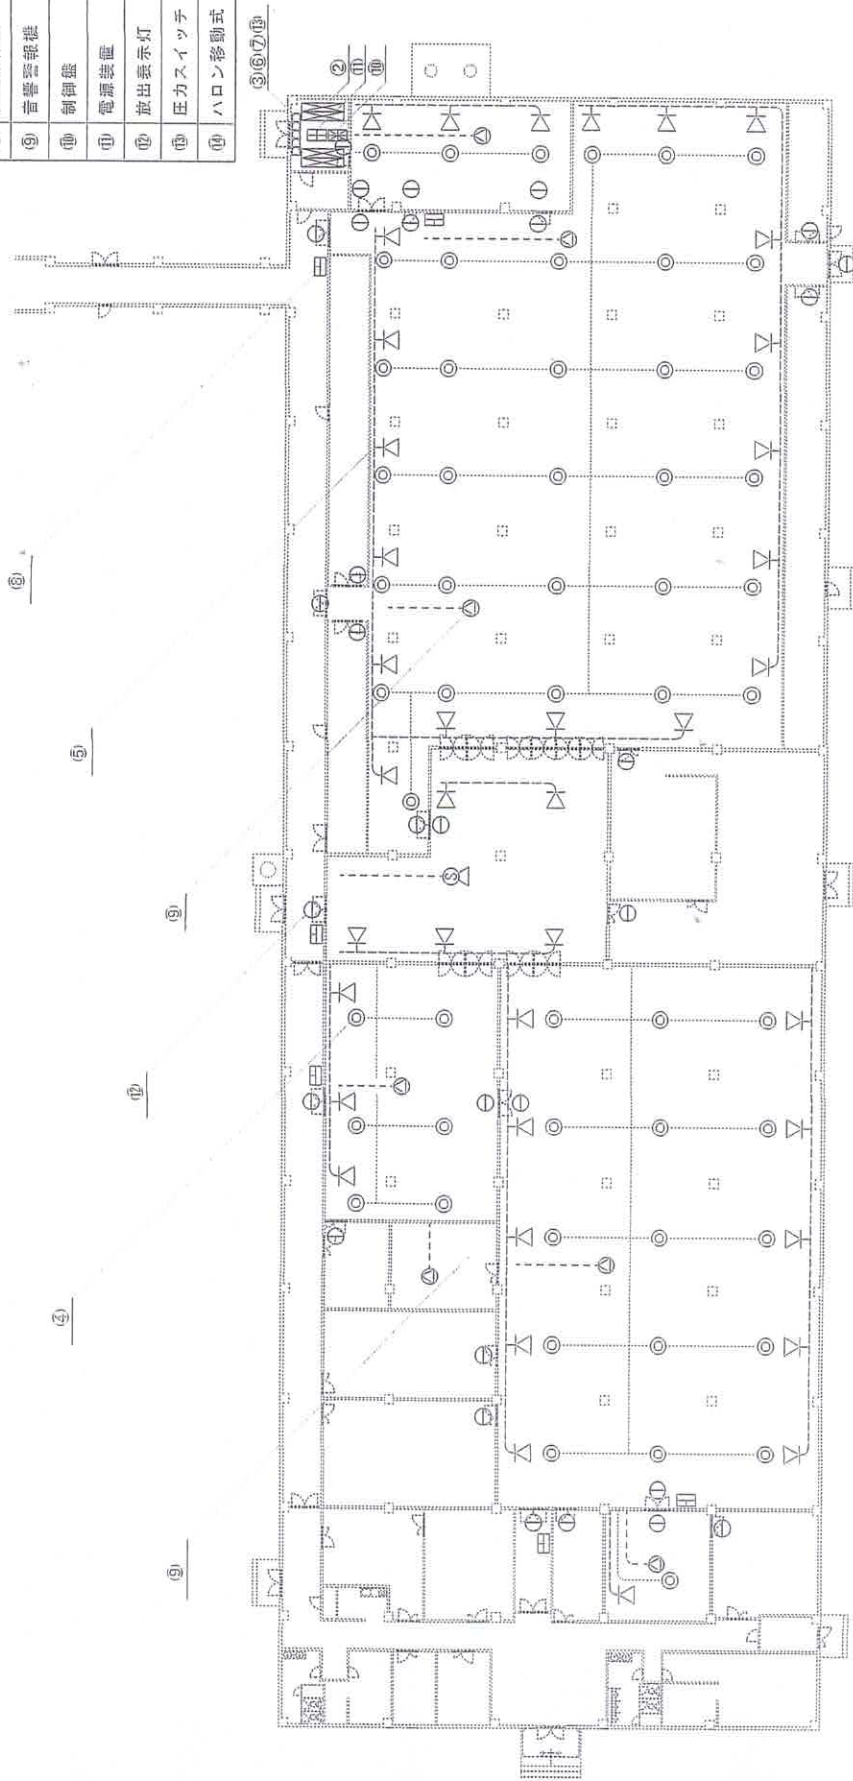 ⑨ 音響警報機
⑩ 制御盤
⑪ 電源装置
⑫ 放出表示灯
⑬ 圧力スイッチ
⑭ ハロン移動式
③⑥⑦⑬
②
⑪
⑩
⑧
⑤
⑨
⑫
④
⑨
S